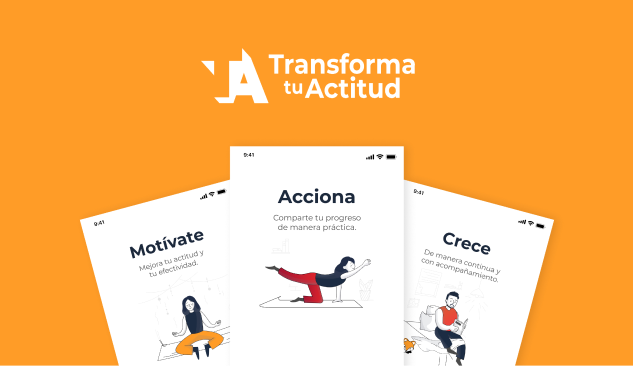 TA Transforma
tu Actitud
9:41
Motívate
Mejora tu actitud y
tu efectividad.
9:41
Acciona
Comparte tu progreso
de manera práctica.
9:41
Crece
De manera continua y
con acompañamiento.